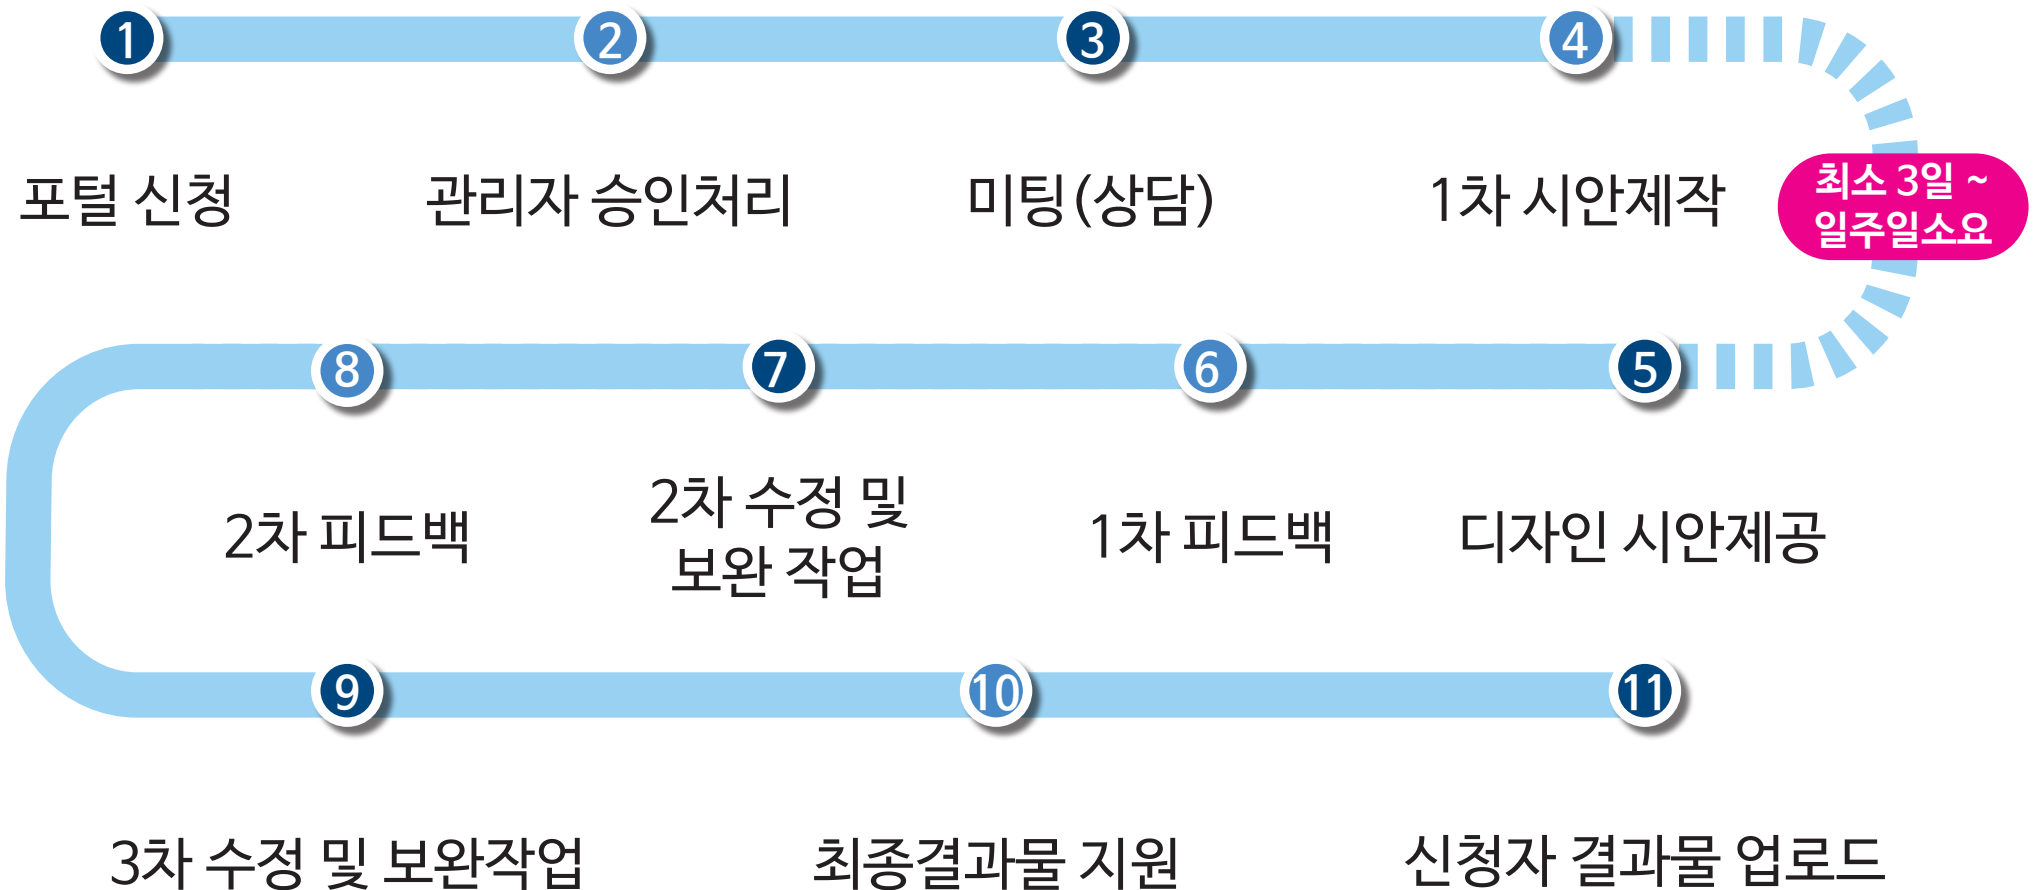 1
2
3
4
포털 신청
관리자 승인처리
미팅(상담)
1차 시안제작
최소 3일 ~
일주일소요
8
7
6
5
2차 피드백
2차 수정 및
보완 작업
1차 피드백
디자인 시안제공
9
10
11
3차 수정 및 보완작업
최종결과물 지원
신청자 결과물 업로드